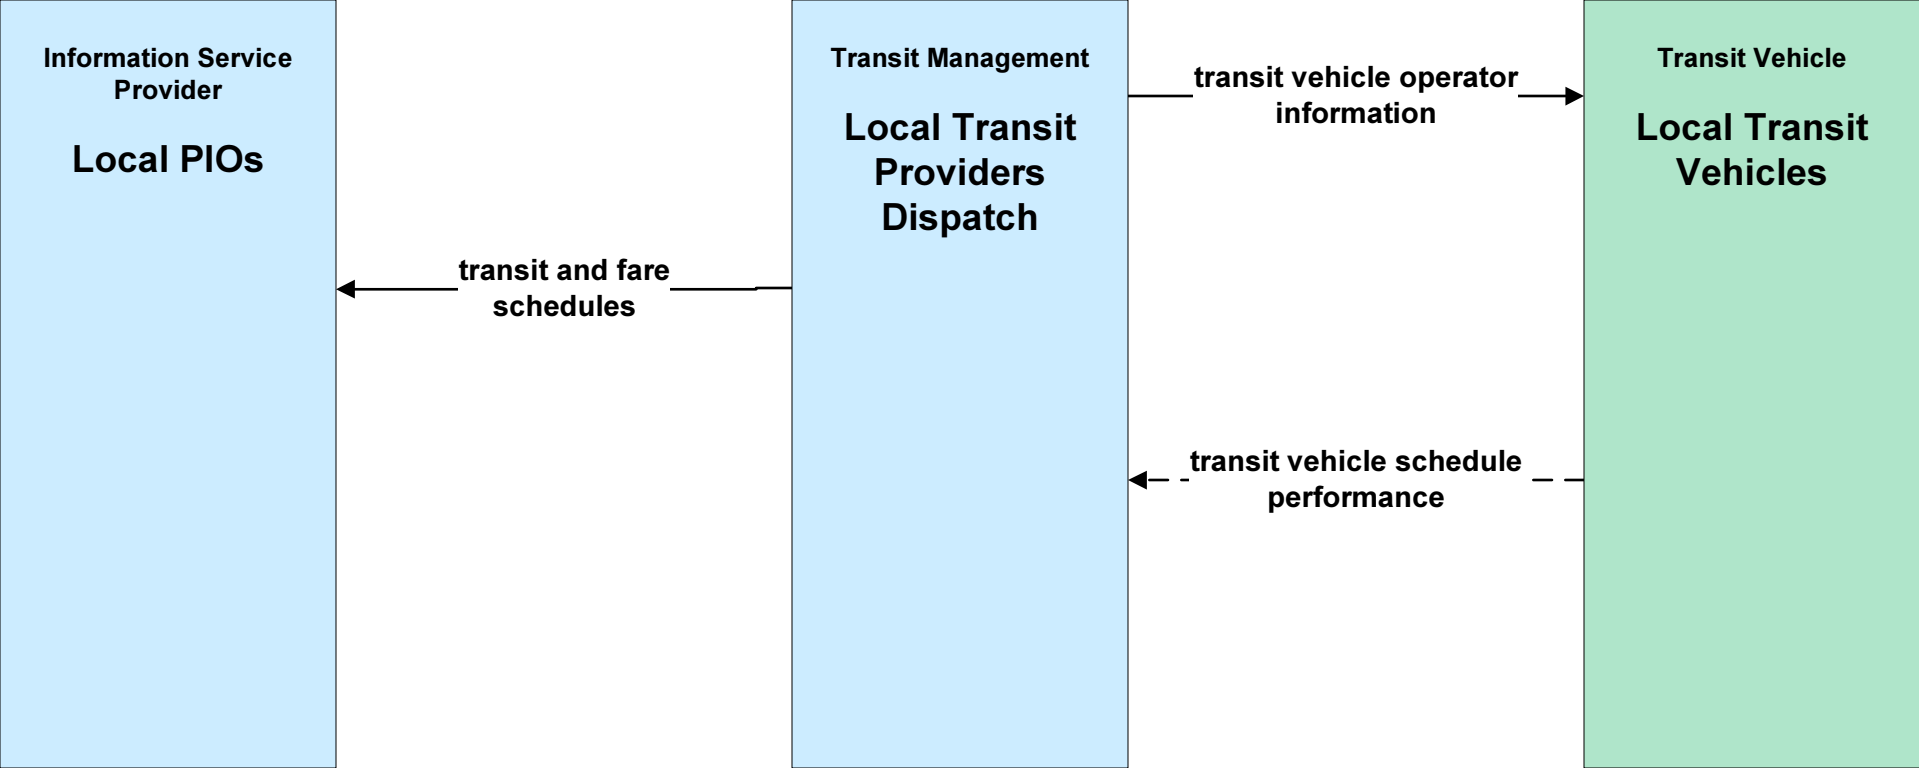 Information Service
Provider
Local PIOs
transit and fare
schedules
Transit Management
Local Transit
Providers
Dispatch
transit vehicle operator
information
transit vehicle schedule
performance
Transit Vehicle
Local Transit
Vehicles